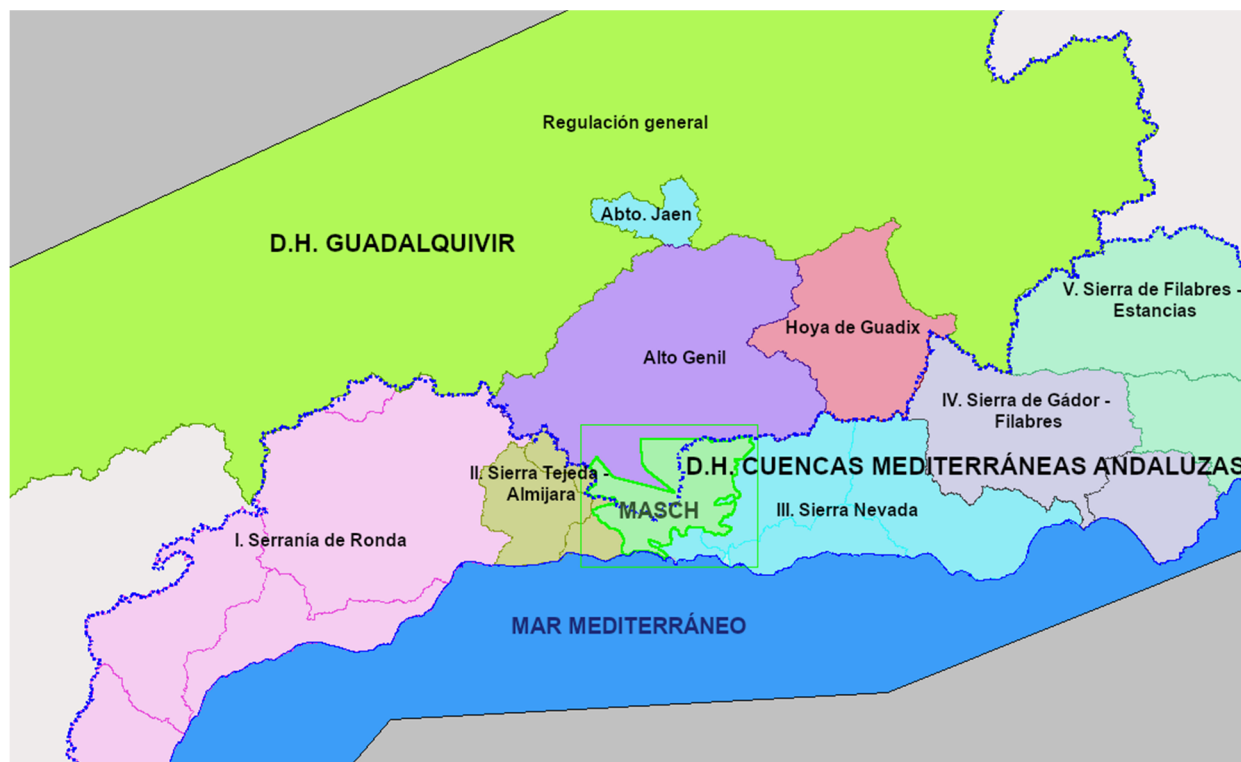 Regulación general
Abto. Jaen
D.H. GUADALQUIVIR
V. Sierra de Filabres -
Estancias
Hoya de Guadix
Alto Genil
IV. Sierra de Gádor -
Filabres
D.H. CUENCAS MEDITERRÁNEAS ANDALUZAS
II. Sierra Tejeda -
Almijara
MASCH
III. Sierra Nevada
I. Serranía de Ronda
MAR MEDITERRÁNEO